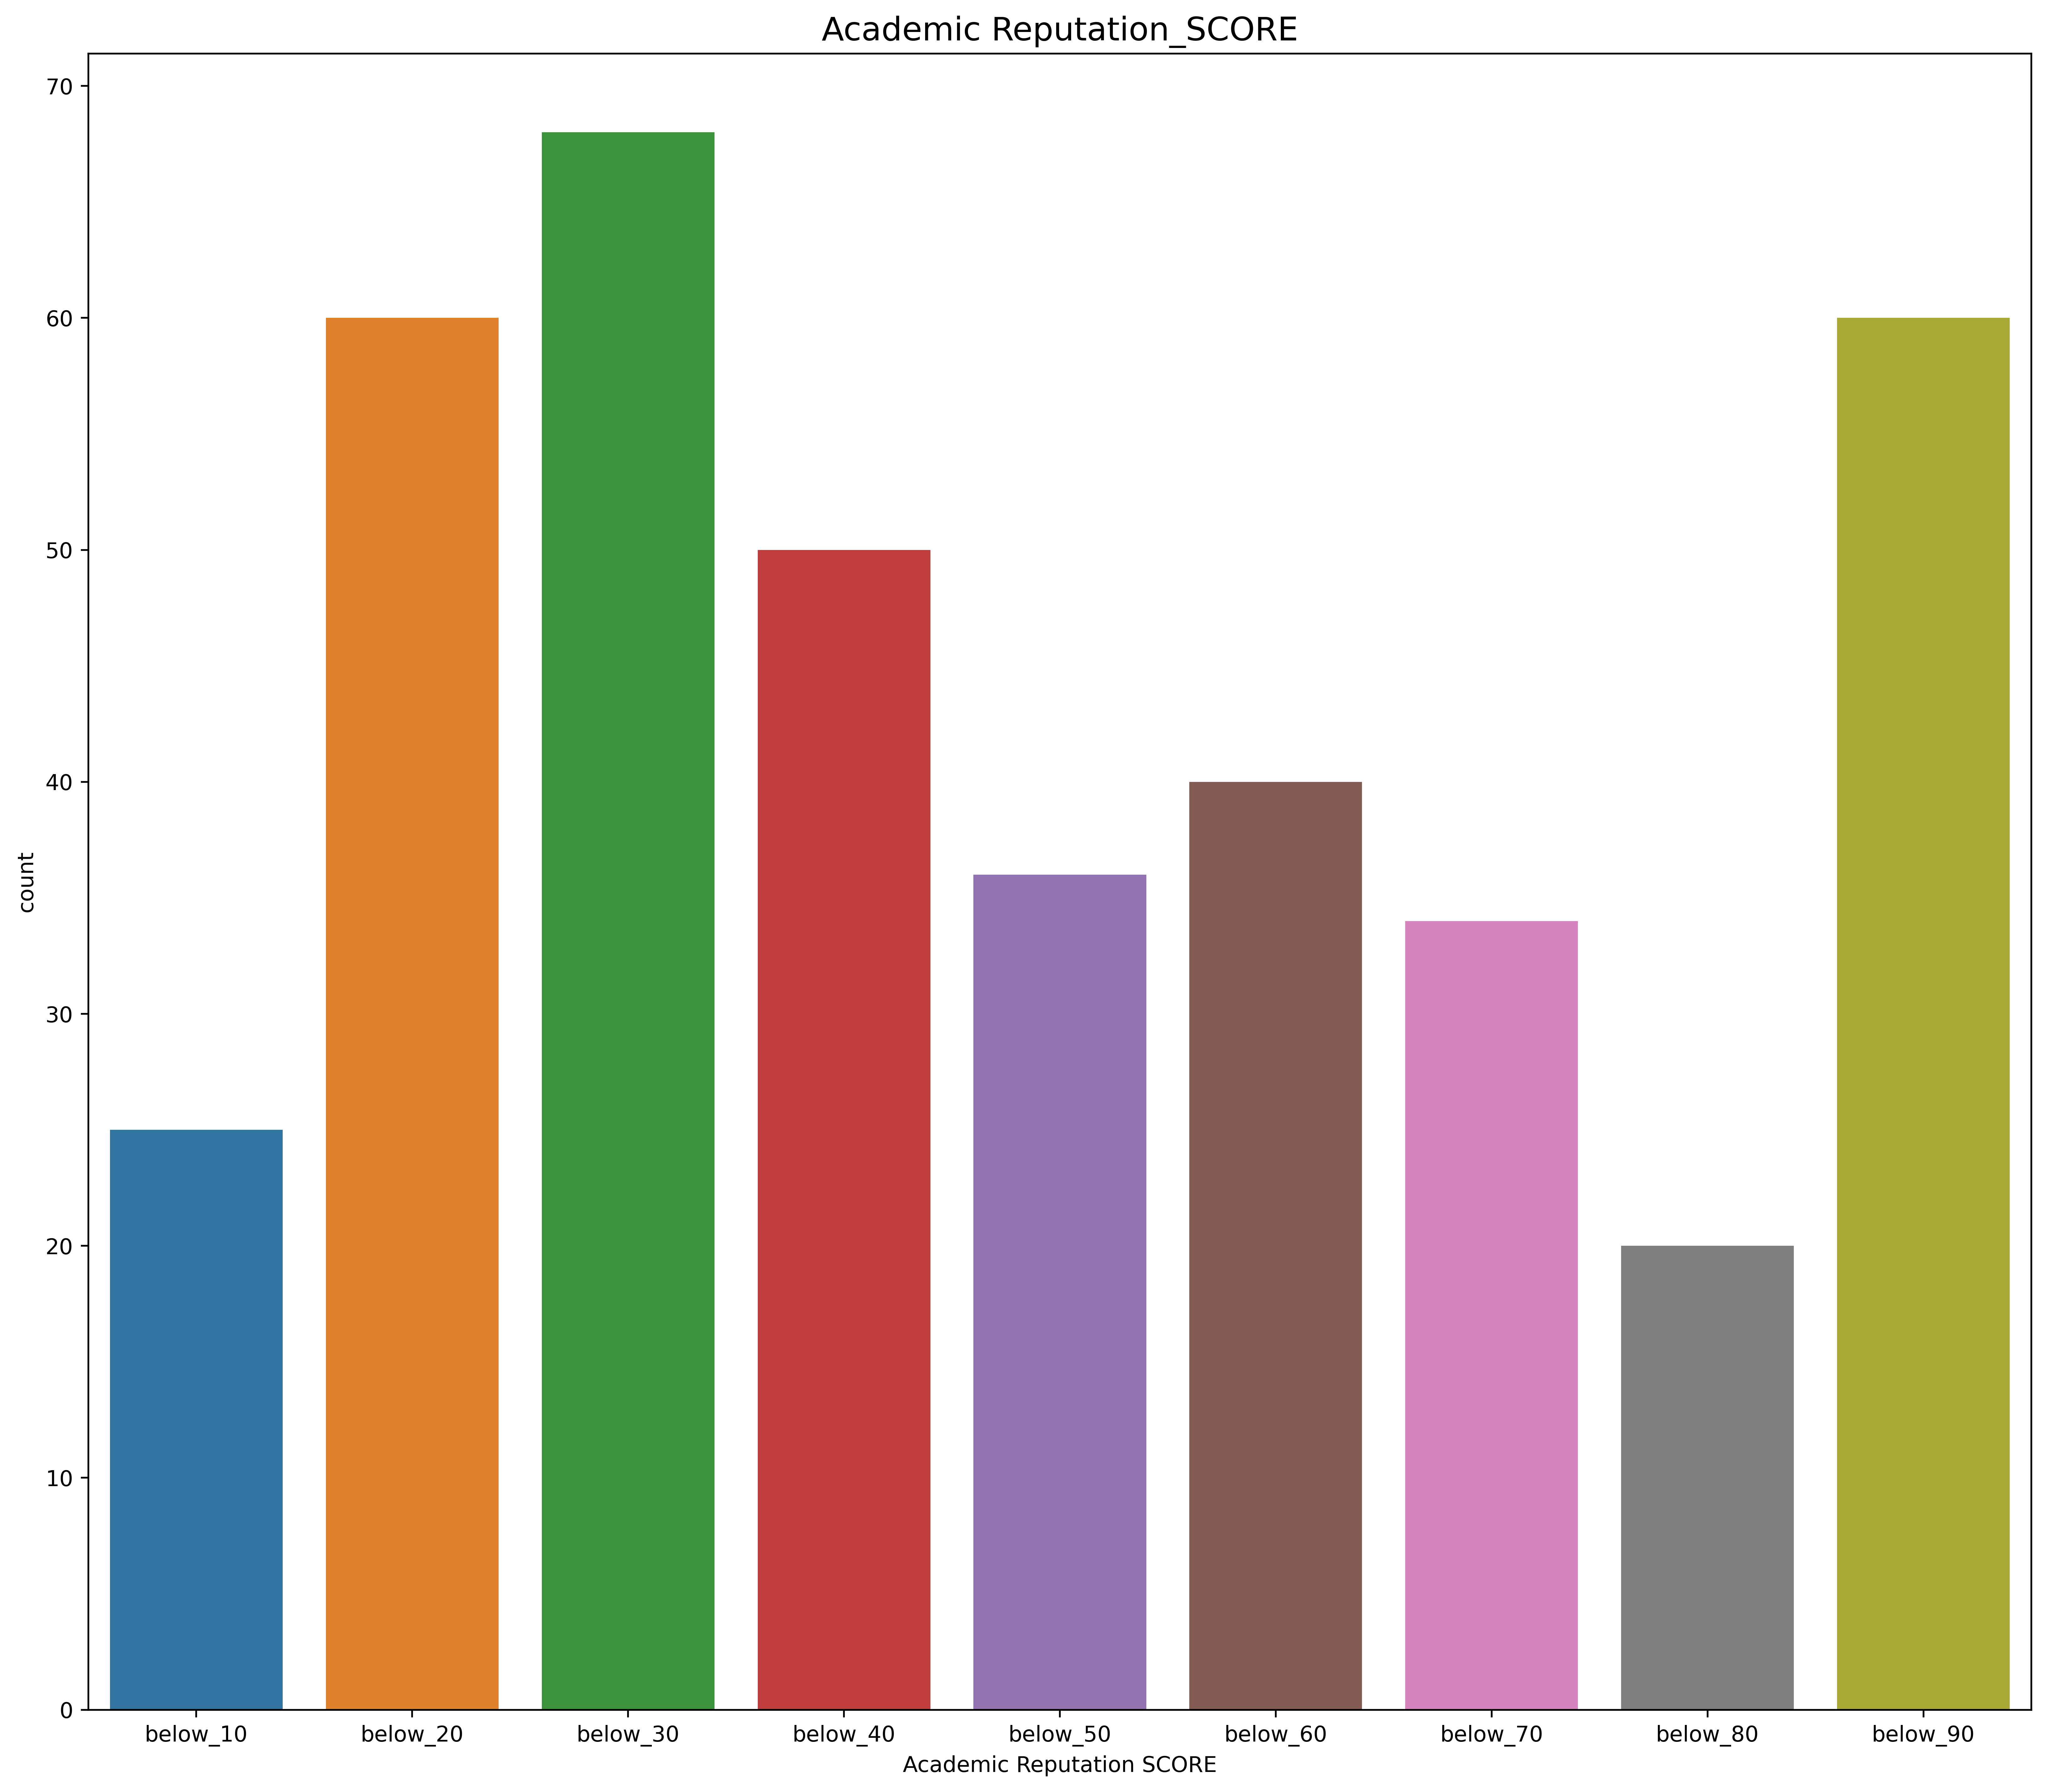 Academic Reputation_SCORE
70
60
50
40
30
20
10
0
count
below_10 below_20 below_30 below_40 below_50 below_60 below_70 below_80 below_90
Academic Reputation SCORE